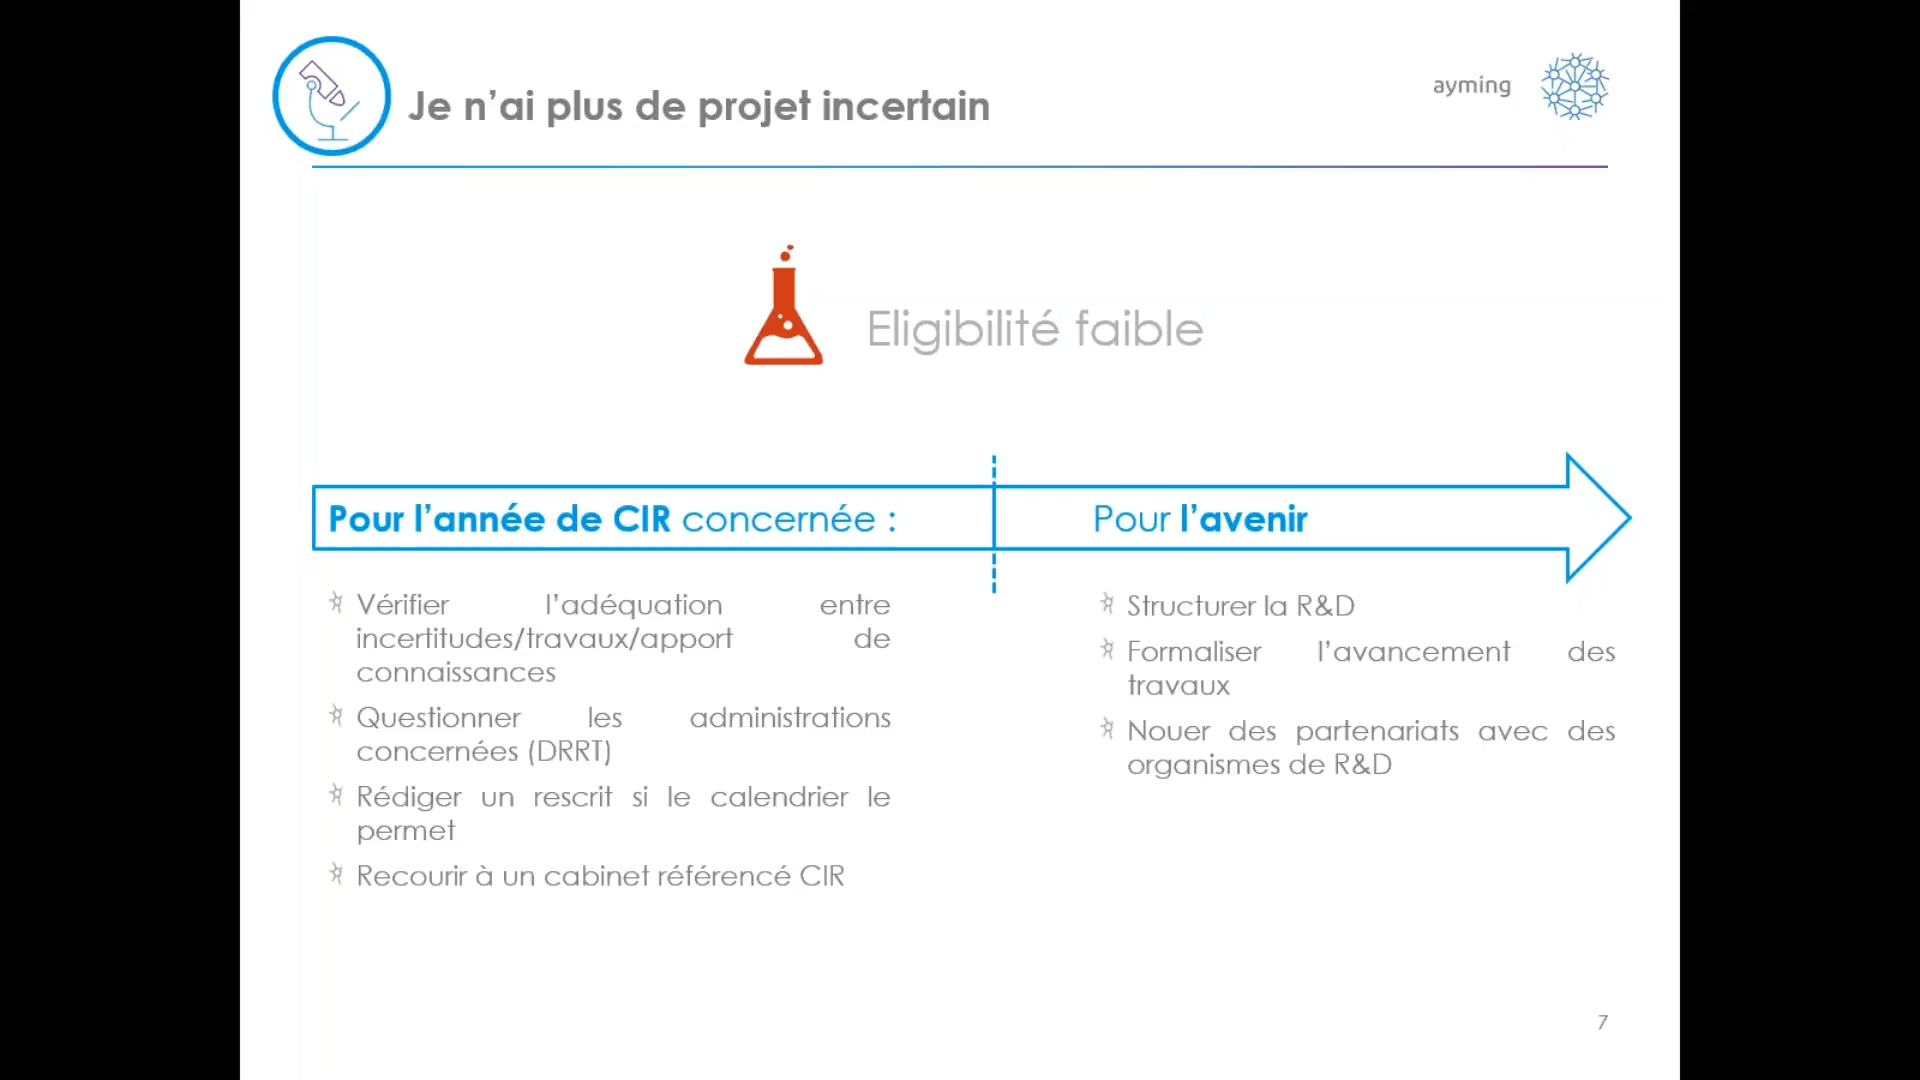 Je n’ai plus de projet incertain
ayming
Eligibilité faible
Pour l’année de CIR concernée :
Pour l’avenir
Vérifier l’adéquation entre
incertitudes/travaux/apport de
connaissances
Questionner les administrations
concernées (DRRT)
Rédiger un rescrit si le calendrier le
permet
Recourir à un cabinet référencé CIR
Structurer la R&D
Formaliser l’avancement des
travaux
Nouer des partenariats avec des
organismes de R&D
7